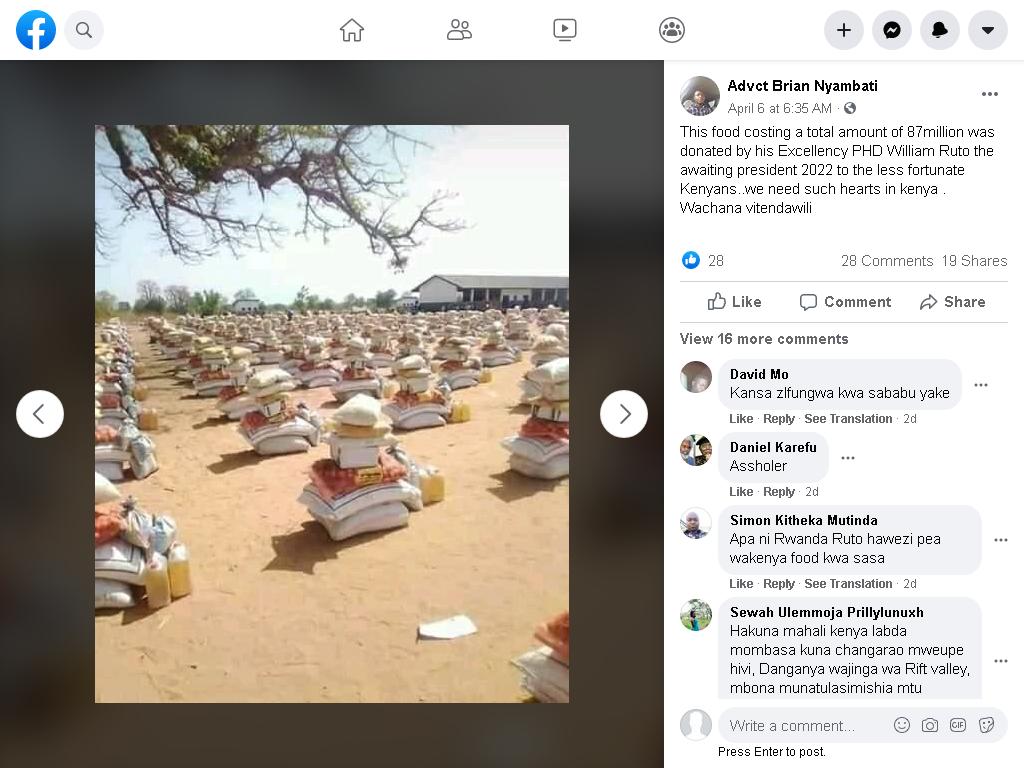 Advct Brian Nyambati
April 6 at 6:35 AM ·
This food costing a total amount of 87million was
donated by his Excellency PHD William Ruto the
awaiting president 2022 to the less fortunate
Kenyans..we need such hearts in kenya .
Wachana vitendawili
28
28 Comments 19 Shares
Like Comment Share
View 16 more comments
David Mo
Kansa zIfungwa kwa sababu yake
Like · Reply · See Translation · 2d
Daniel Karefu
Assholer
Like · Reply · 2d
Simon Kitheka Mutinda
Apa ni Rwanda Ruto hawezi pea
wakenya food kwa sasa
Like · Reply · See Translation · 2d
Sewah Ulemmoja Prillylunuxh
Hakuna mahali kenya labda
mombasa kuna changarao mweupe
hivi, Danganya wajinga wa Rift valley,
mbona munatulasimishia mtu
Write a comment...
GIF
Press Enter to post.